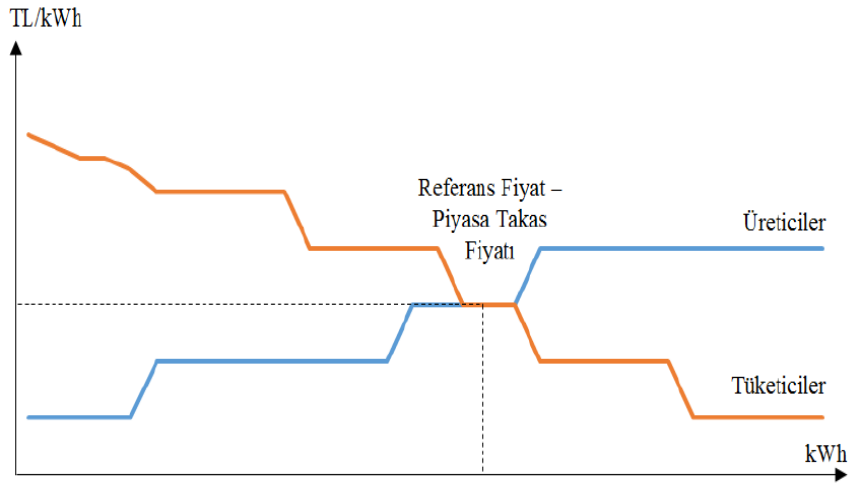 TL/kWh
Referans Fiyat –
Piyasa Takas
Fiyatı
Üreticiler
Tüketiciler
kWh